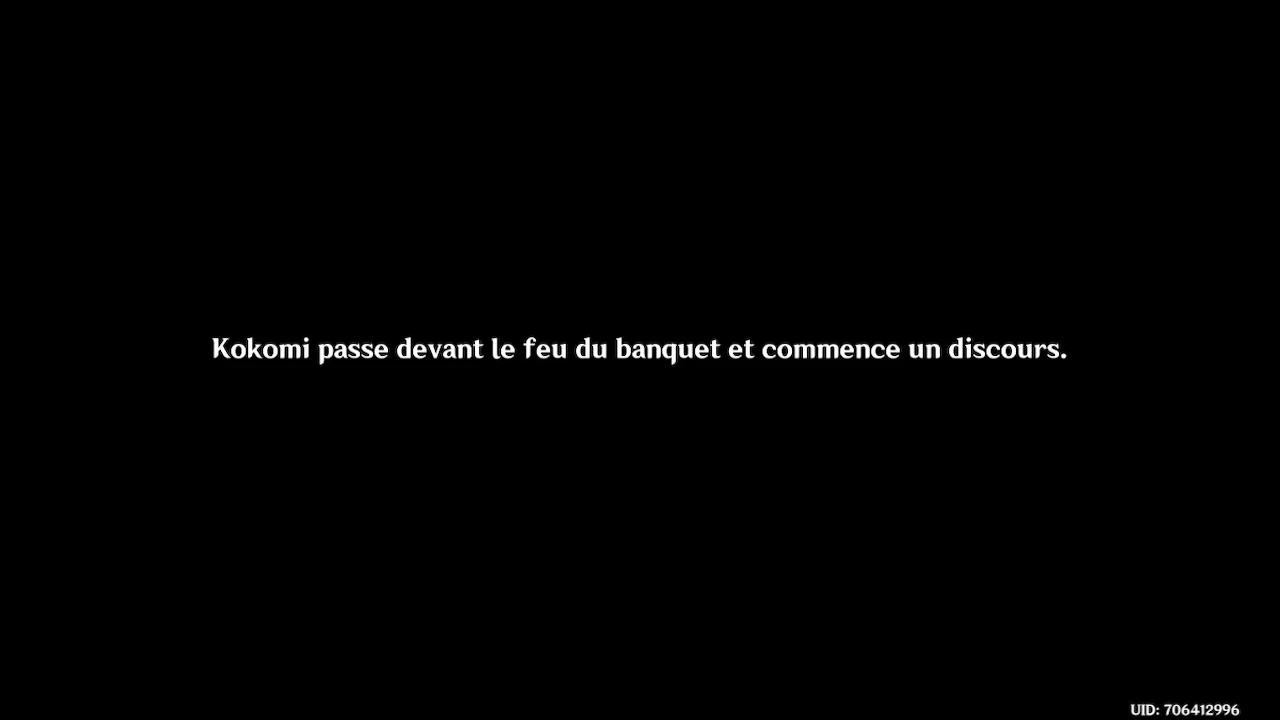 Kokomi passe devant le feu du banquet et commence un discours.
UID: 706412996